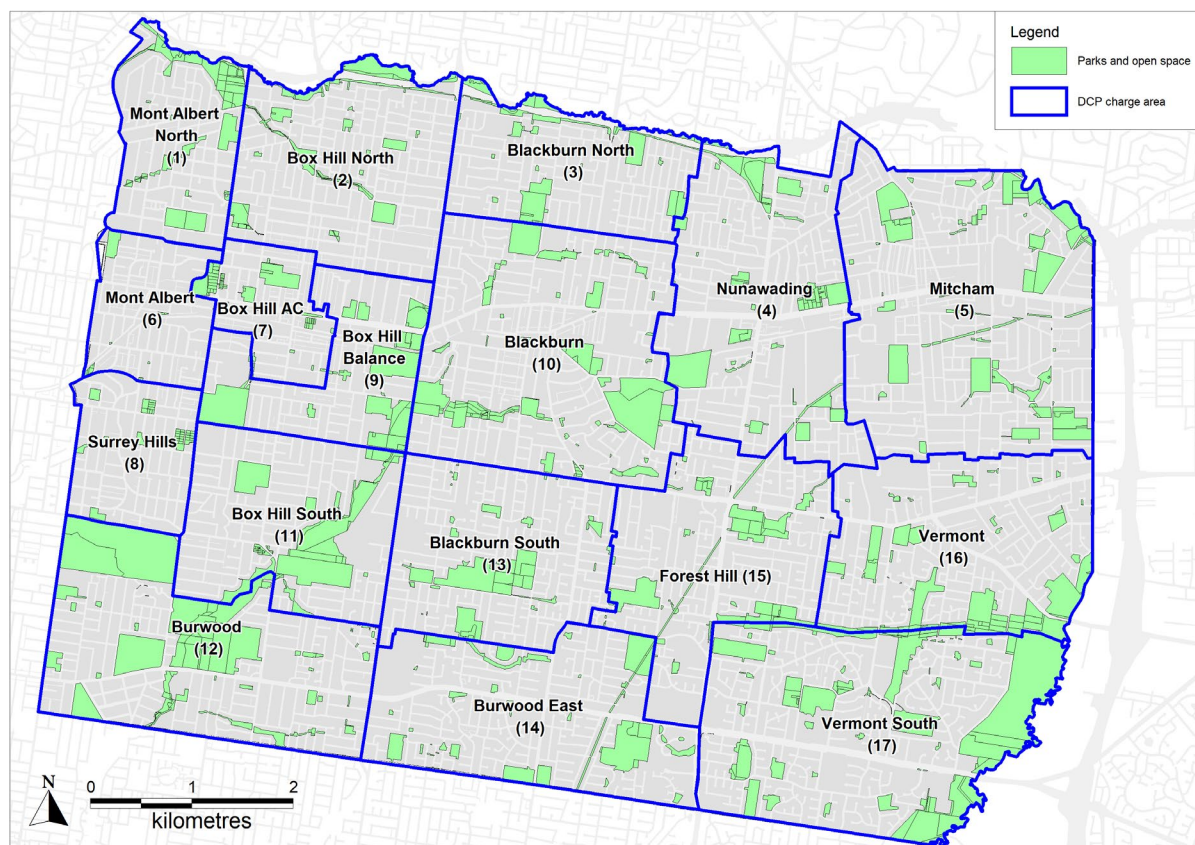 Legend
Parks and open space
DCP charge area
Mont Albert
North
(1)
Box Hill North
(2)
Blackburn North
(3)
Nunawading
(4)
Mitcham
(5)
Mont Albert
(6)
Box Hill AC
(7)
Surrey Hills
(8)
Box Hill
Balance
(9)
Blackburn
(10)
Box Hill South
(11)
Burwood
(12)
Blackburn South
(13)
Burwood East
(14)
Forest Hill (15)
Vermont
(16)
Vermont South
(17)
N
0 1 2
kilometres